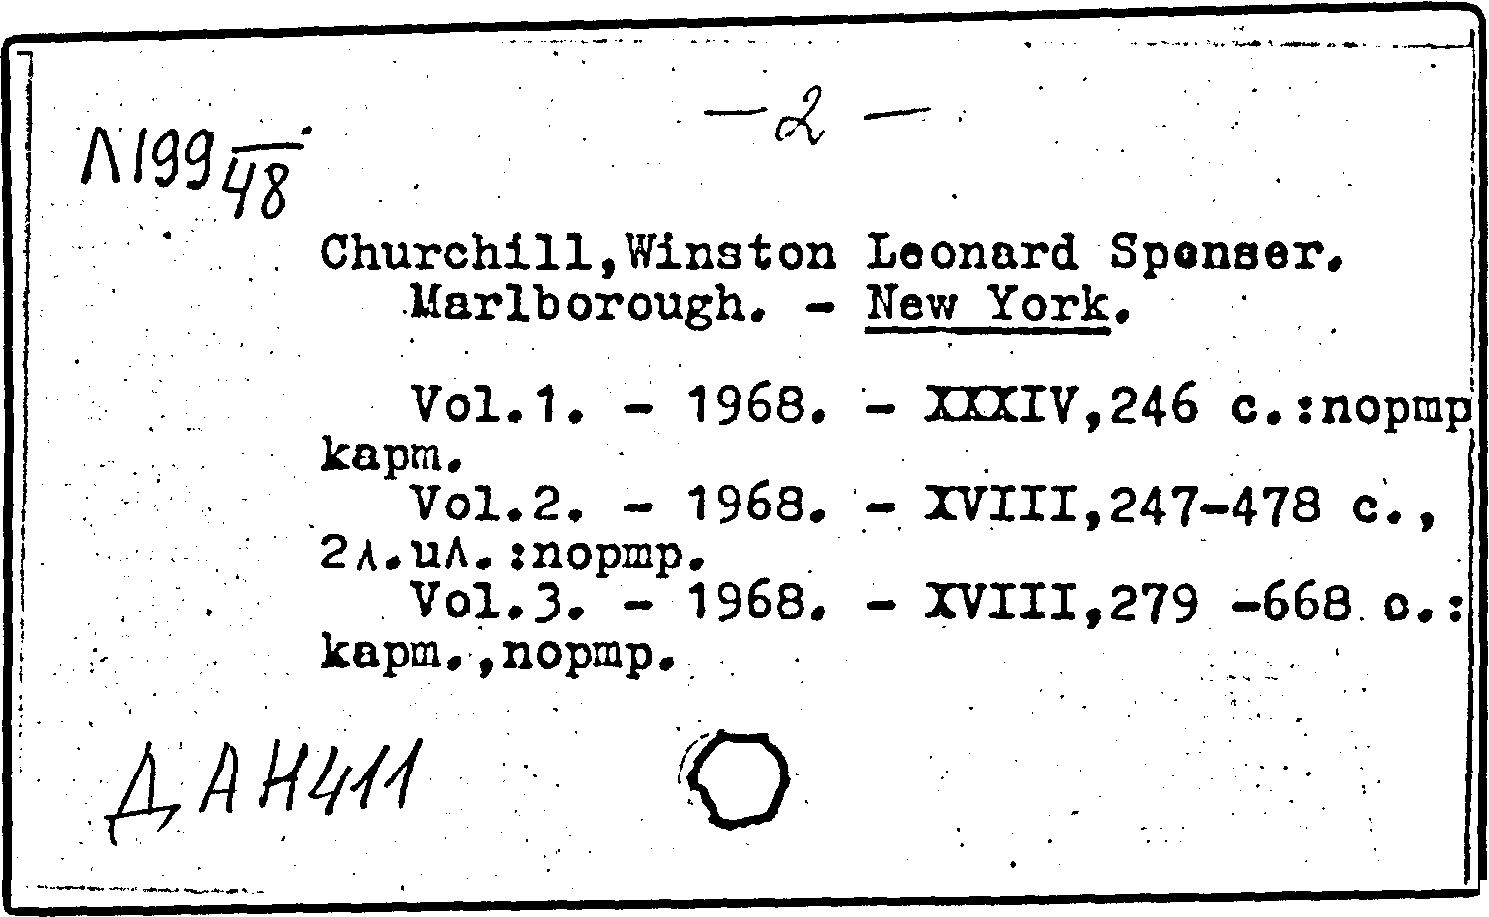 — 2 —
Л199 —
48
Churchill,Winston Leonard Spenser.
Marlborough. - New York.
Vol.1. - 1968. - XXXIV,246 с.:портр
карт.
Vol.2. - 1968. - XVIII,247-478 с.,
2л.ил.:портр.
Vol.3. - 1968. - XVIII,279 -668 с.:
карт.,портр.
ДАН411